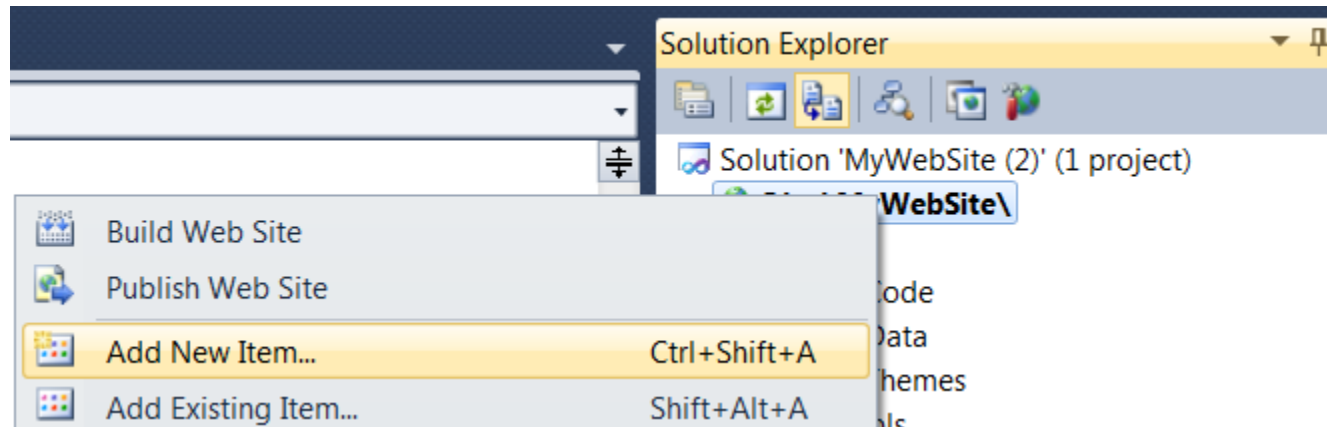 Solution Explorer
Solution 'MyWebSite (2)' (1 project)
WebSite\
Build Web Site
Publish Web Site
Add New Item... Ctrl+Shift+A
Add Existing Item... Shift+Alt+A